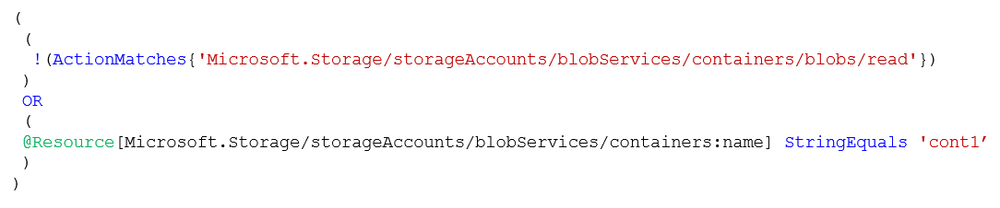 (
(
!(ActionMatches{'Microsoft.Storage/storageAccounts/blobServices/containers/blobs/read'})
)
OR
(
@Resource[Microsoft.Storage/storageAccounts/blobServices/containers:name] StringEquals 'cont1’
)
)